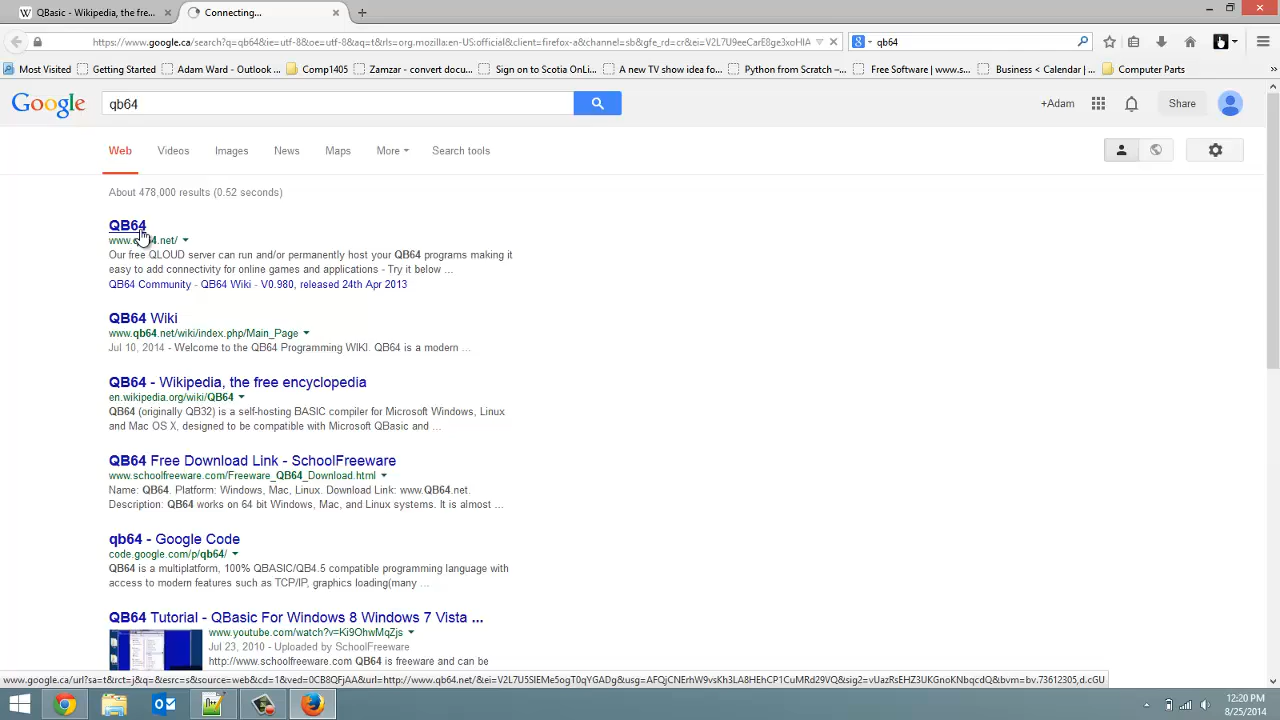 QBasic - Wikipedia, the fre...
Connecting...
https://www.google.ca/search?q=qb64&ie=utf-8&oe=utf-8&aq=t&rls=org.mozilla:en-US:official&client=firefox-a&channel=sb&gfe_rd=cr&ei=V2L7U9eeCarE8ge3xoHIA
qb64
Most Visited
Getting Started
Adam Ward - Outlook ...
Comp1405
Zamzar - convert docu...
Sign on to Scotia OnLi...
A new TV show idea fo...
Python from Scratch -...
Free Software | www.s...
Business < Calendar |...
Computer Parts
Google
qb64
+Adam
Share
Web
Videos
Images
News
Maps
More
Search tools
About 478,000 results (0.52 seconds)
QB64
www.qb64.net/
Our free QLOUD server can run and/or permanently host your QB64 programs making it
easy to add connectivity for online games and applications - Try it below ...
QB64 Community - QB64 Wiki - V0.980, released 24th Apr 2013
QB64 Wiki
www.qb64.net/wiki/index.php/Main_Page
Jul 10, 2014 - Welcome to the QB64 Programming WIKI. QB64 is a modern ...
QB64 - Wikipedia, the free encyclopedia
en.wikipedia.org/wiki/QB64
QB64 (originally QB32) is a self-hosting BASIC compiler for Microsoft Windows, Linux
and Mac OS X, designed to be compatible with Microsoft QBasic and ...
QB64 Free Download Link - SchoolFreeware
www.schoolfreeware.com/Freeware_QB64_Download.html
Name: QB64. Platform: Windows, Mac, Linux. Download Link: www.QB64.net.
Description: QB64 works on 64 bit Windows, Mac, and Linux systems. It is almost ...
qb64 - Google Code
code.google.com/p/qb64/
QB64 is a multiplatform, 100% QBASIC/QB4.5 compatible programming language with
access to modern features such as TCP/IP, graphics loading(many ...
QB64 Tutorial - QBasic For Windows 8 Windows 7 Vista ...
www.youtube.com/watch?v=Ki9OhwMqZjs
Jul 23, 2010 - Uploaded by SchoolFreeware
http://www.schoolfreeware.com QB64 is freeware and can be
12:20 PM
8/25/2014